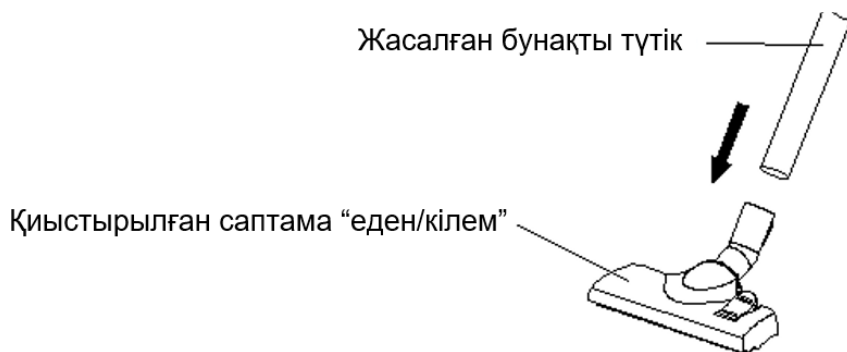 Жасалған бунақты түтік
Қиыстырылған саптама “еден/кілем”